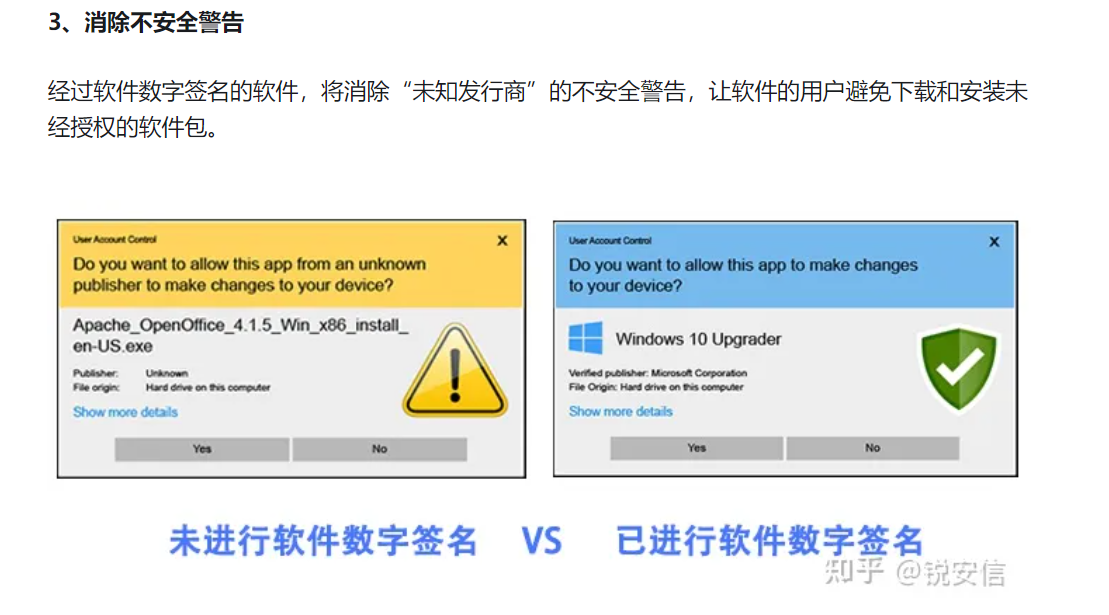 3、消除不安全警告
经过软件数字签名的软件，将消除“未知发行商”的不安全警告，让软件的用户避免下载和安装未
经授权的软件包。
User Account Control
X
Do you want to allow this app from an unknown
publisher to make changes to your device?
Apache_OpenOffice_4.1.5_Win_x86_install_
en-US.exe
Publisher: Unknown
File origin: Hard drive on this computer
Show more details
Yes
No
User Account Control
X
Do you want to allow this app to make changes
to your device?
Windows 10 Upgrader
Verified publisher: Microsoft Corporation
File Origin: Hard drive on this computer
Show more details
Yes
No
未进行软件数字签名 VS 已进行软件数字签名
知乎 @锐安信